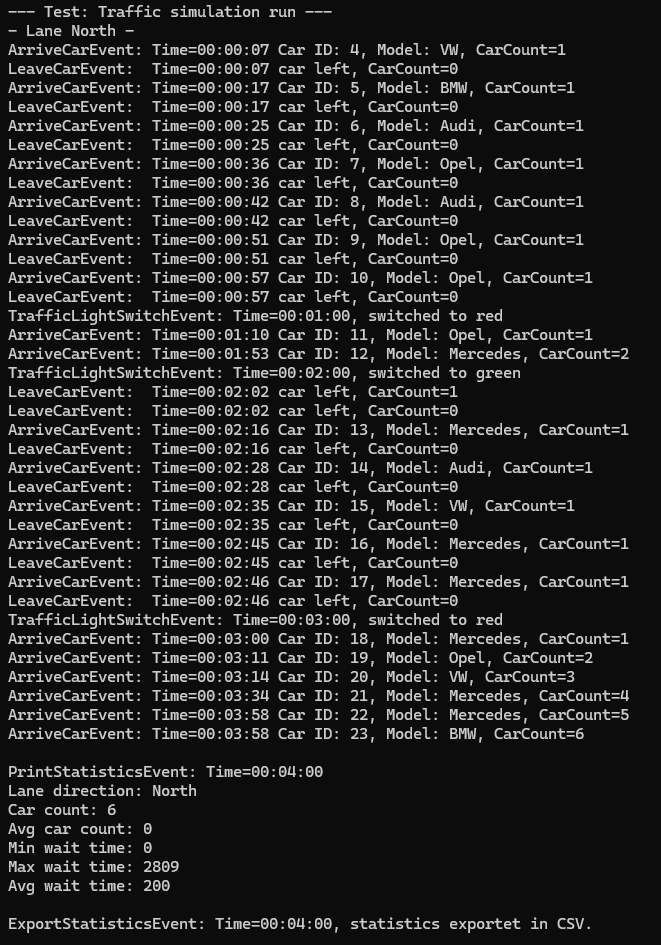 --- Test: Traffic simulation run ---
- Lane North -
ArriveCarEvent: Time=00:00:07 Car ID: 4, Model: VW, CarCount=1
LeaveCarEvent:  Time=00:00:07 car left, CarCount=0
ArriveCarEvent: Time=00:00:17 Car ID: 5, Model: BMW, CarCount=1
LeaveCarEvent:  Time=00:00:17 car left, CarCount=0
ArriveCarEvent: Time=00:00:25 Car ID: 6, Model: Audi, CarCount=1
LeaveCarEvent:  Time=00:00:25 car left, CarCount=0
ArriveCarEvent: Time=00:00:36 Car ID: 7, Model: Opel, CarCount=1
LeaveCarEvent:  Time=00:00:36 car left, CarCount=0
ArriveCarEvent: Time=00:00:42 Car ID: 8, Model: Audi, CarCount=1
LeaveCarEvent:  Time=00:00:42 car left, CarCount=0
ArriveCarEvent: Time=00:00:51 Car ID: 9, Model: Opel, CarCount=1
LeaveCarEvent:  Time=00:00:51 car left, CarCount=0
ArriveCarEvent: Time=00:00:57 Car ID: 10, Model: Opel, CarCount=1
LeaveCarEvent:  Time=00:00:57 car left, CarCount=0
TrafficLightSwitchEvent: Time=00:01:00, switched to red
ArriveCarEvent: Time=00:01:10 Car ID: 11, Model: Opel, CarCount=1
ArriveCarEvent: Time=00:01:53 Car ID: 12, Model: Mercedes, CarCount=2
TrafficLightSwitchEvent: Time=00:02:00, switched to green
LeaveCarEvent:  Time=00:02:02 car left, CarCount=1
LeaveCarEvent:  Time=00:02:02 car left, CarCount=0
ArriveCarEvent: Time=00:02:16 Car ID: 13, Model: Mercedes, CarCount=1
LeaveCarEvent:  Time=00:02:16 car left, CarCount=0
ArriveCarEvent: Time=00:02:28 Car ID: 14, Model: Audi, CarCount=1
LeaveCarEvent:  Time=00:02:28 car left, CarCount=0
ArriveCarEvent: Time=00:02:35 Car ID: 15, Model: VW, CarCount=1
LeaveCarEvent:  Time=00:02:35 car left, CarCount=0
ArriveCarEvent: Time=00:02:45 Car ID: 16, Model: Mercedes, CarCount=1
LeaveCarEvent:  Time=00:02:45 car left, CarCount=0
ArriveCarEvent: Time=00:02:46 Car ID: 17, Model: Mercedes, CarCount=1
LeaveCarEvent:  Time=00:02:46 car left, CarCount=0
TrafficLightSwitchEvent: Time=00:03:00, switched to red
ArriveCarEvent: Time=00:03:00 Car ID: 18, Model: Mercedes, CarCount=1
ArriveCarEvent: Time=00:03:11 Car ID: 19, Model: Opel, CarCount=2
ArriveCarEvent: Time=00:03:14 Car ID: 20, Model: VW, CarCount=3
ArriveCarEvent: Time=00:03:34 Car ID: 21, Model: Mercedes, CarCount=4
ArriveCarEvent: Time=00:03:58 Car ID: 22, Model: Mercedes, CarCount=5
ArriveCarEvent: Time=00:03:58 Car ID: 23, Model: BMW, CarCount=6

PrintStatisticsEvent: Time=00:04:00
Lane direction: North
Car count: 6
Avg car count: 0
Min wait time: 0
Max wait time: 2809
Avg wait time: 200

ExportStatisticsEvent: Time=00:04:00, statistics exportet in CSV.